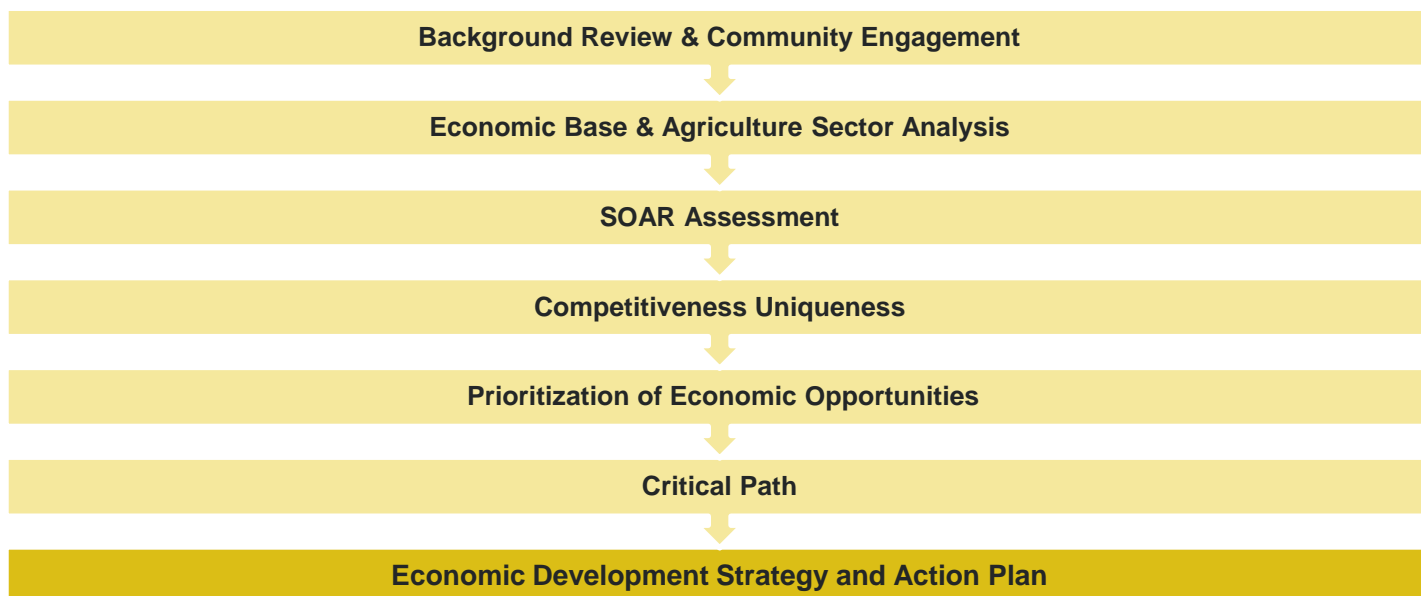 Background Review & Community Engagement
Economic Base & Agriculture Sector Analysis
SOAR Assessment
Competitiveness Uniqueness
Prioritization of Economic Opportunities
Critical Path
Economic Development Strategy and Action Plan